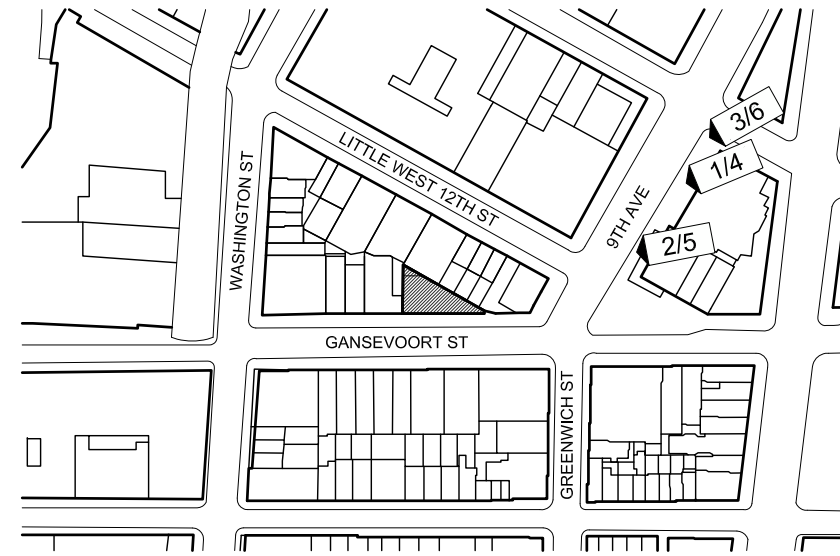 3/6
1/4
LITTLE WEST 12TH ST
WASHINGTON ST
9TH AVE
2/5
GANSEVOORT ST
GREENWICH ST